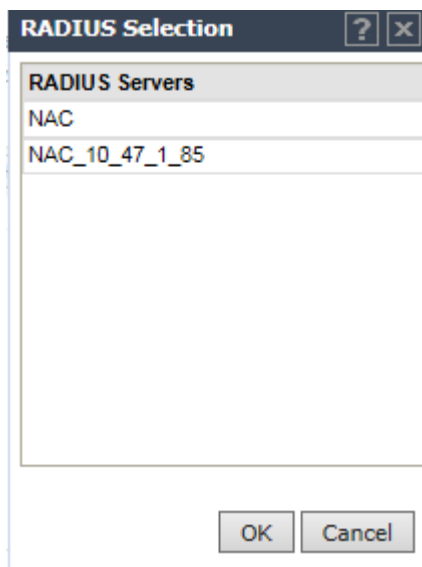 RADIUS Selection ? x
RADIUS Servers
NAC
NAC_10_47_1_85
OK Cancel